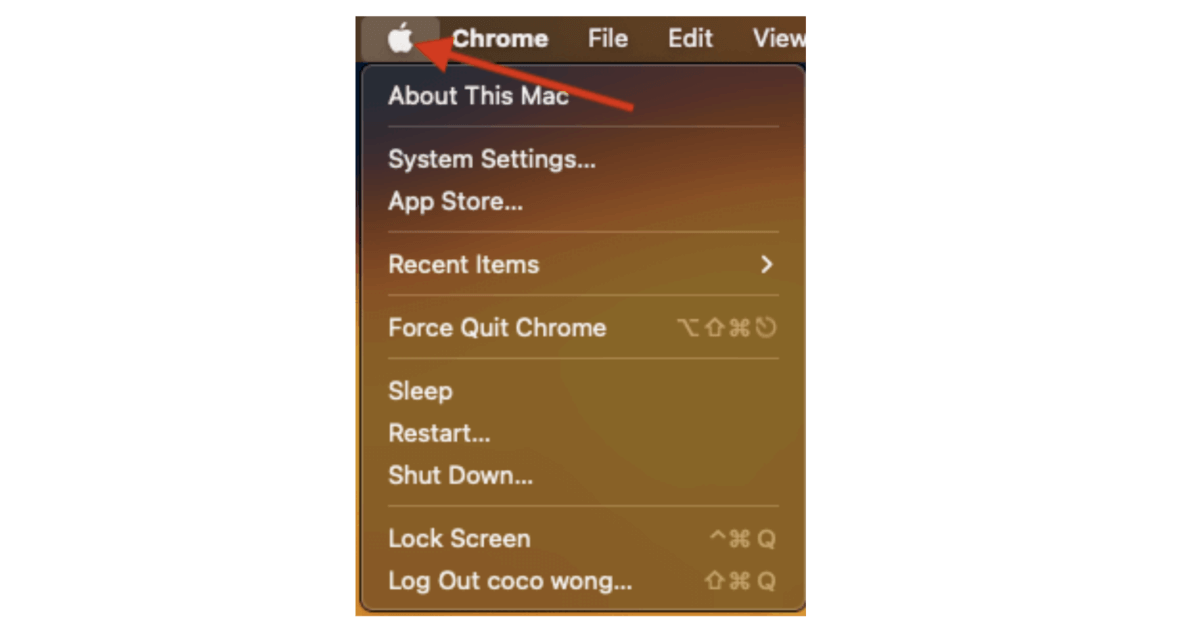 Chrome File Edit View
About This Mac
System Settings...
App Store...
Recent Items
Force Quit Chrome ⌥⇧⌘⎋
Sleep
Restart...
Shut Down...
Lock Screen ^⌘Q
Log Out coco wong... ⇧⌘Q